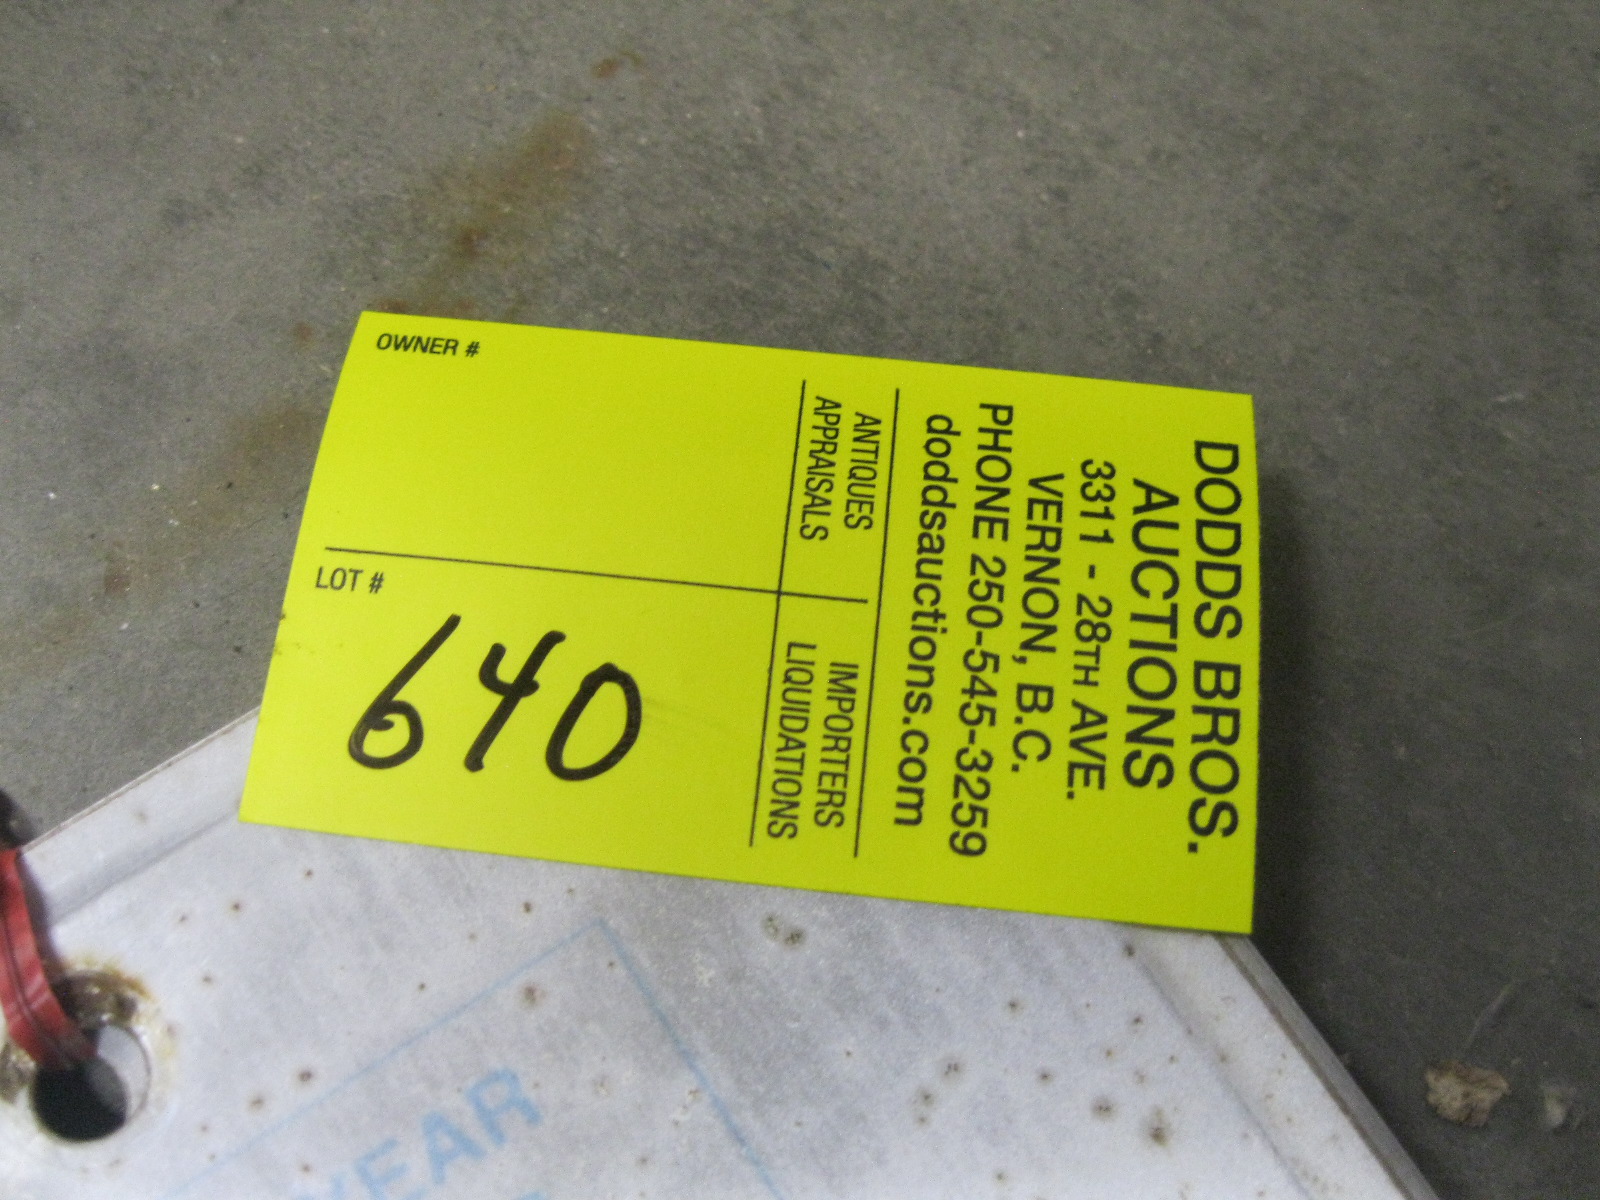 DODDS BROS.
AUCTIONS
3311 - 28TH AVE.
VERNON, B.C.
PHONE 250-545-3259
doddsauctions.com
ANTIQUES
APPRAISALS
IMPORTERS
LIQUIDATIONS
OWNER #
LOT #
640
YEAR